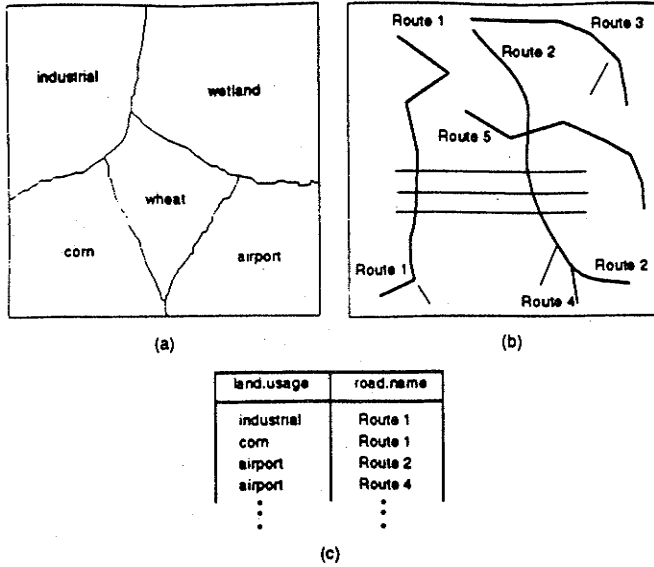 industrial
wetland
wheat
corn
airport
(a)
Route 1
Route 2
Route 3
Route 5
Route 1
Route 2
Route 4
(b)
land.usage road.name
industrial Route 1
corn Route 1
airport Route 2
airport Route 4
(c)